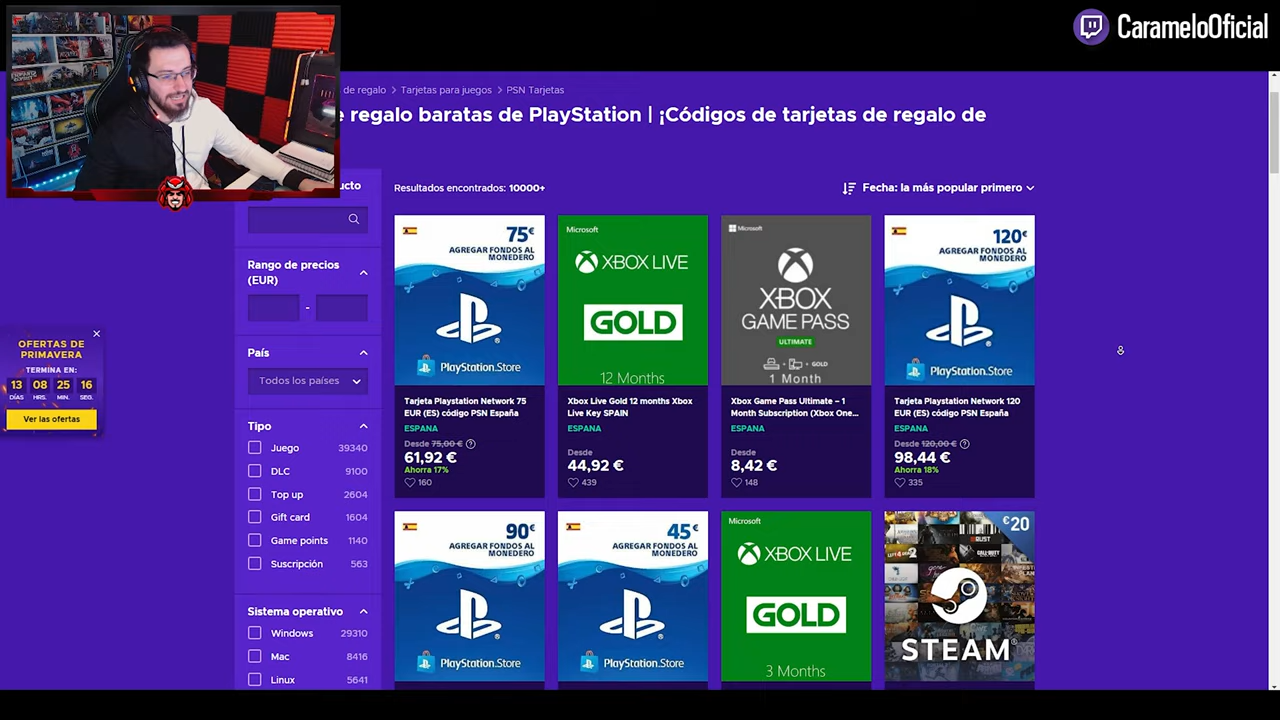 CarameloOficial
de regalo > Tarjetas para juegos > PSN Tarjetas
e regalo baratas de PlayStation | ¡Códigos de tarjetas de regalo de
ucto
Resultados encontrados: 10000+
Fecha: la más popular primero
Rango de precios
(EUR)
-
País
Todos los países
Tipo
Juego 39340
DLC 9100
Top up 2604
Gift card 1604
Game points 1140
Suscripción 563
Sistema operativo
Windows 29310
Mac 8416
Linux 5641
OFERTAS DE
PRIMAVERA
TERMINA EN:
13 08 25 16
DÍAS HRS. MIN. SEG.
Ver las ofertas
75€
AGREGAR FONDOS AL
MONEDERO
PlayStation.Store
Tarjeta Playstation Network 75
EUR (ES) código PSN España
ESPANA
Desde 75,00 €
61,92 €
Ahorra 17%
160
Microsoft
XBOX LIVE
GOLD
12 Months
Xbox Live Gold 12 months Xbox
Live Key SPAIN
ESPANA
Desde
44,92 €
439
Microsoft
XBOX
GAME PASS
ULTIMATE
+ + GOLD
1 Month
Xbox Game Pass Ultimate – 1
Month Subscription (Xbox One...
ESPANA
Desde
8,42 €
148
120€
AGREGAR FONDOS AL
MONEDERO
PlayStation.Store
Tarjeta Playstation Network 120
EUR (ES) código PSN España
ESPANA
Desde 120,00 €
98,44 €
Ahorra 18%
335
90€
AGREGAR FONDOS AL
MONEDERO
PlayStation.Store
45€
AGREGAR FONDOS AL
MONEDERO
PlayStation.Store
Microsoft
XBOX LIVE
GOLD
3 Months
€20
RUST
STEAM